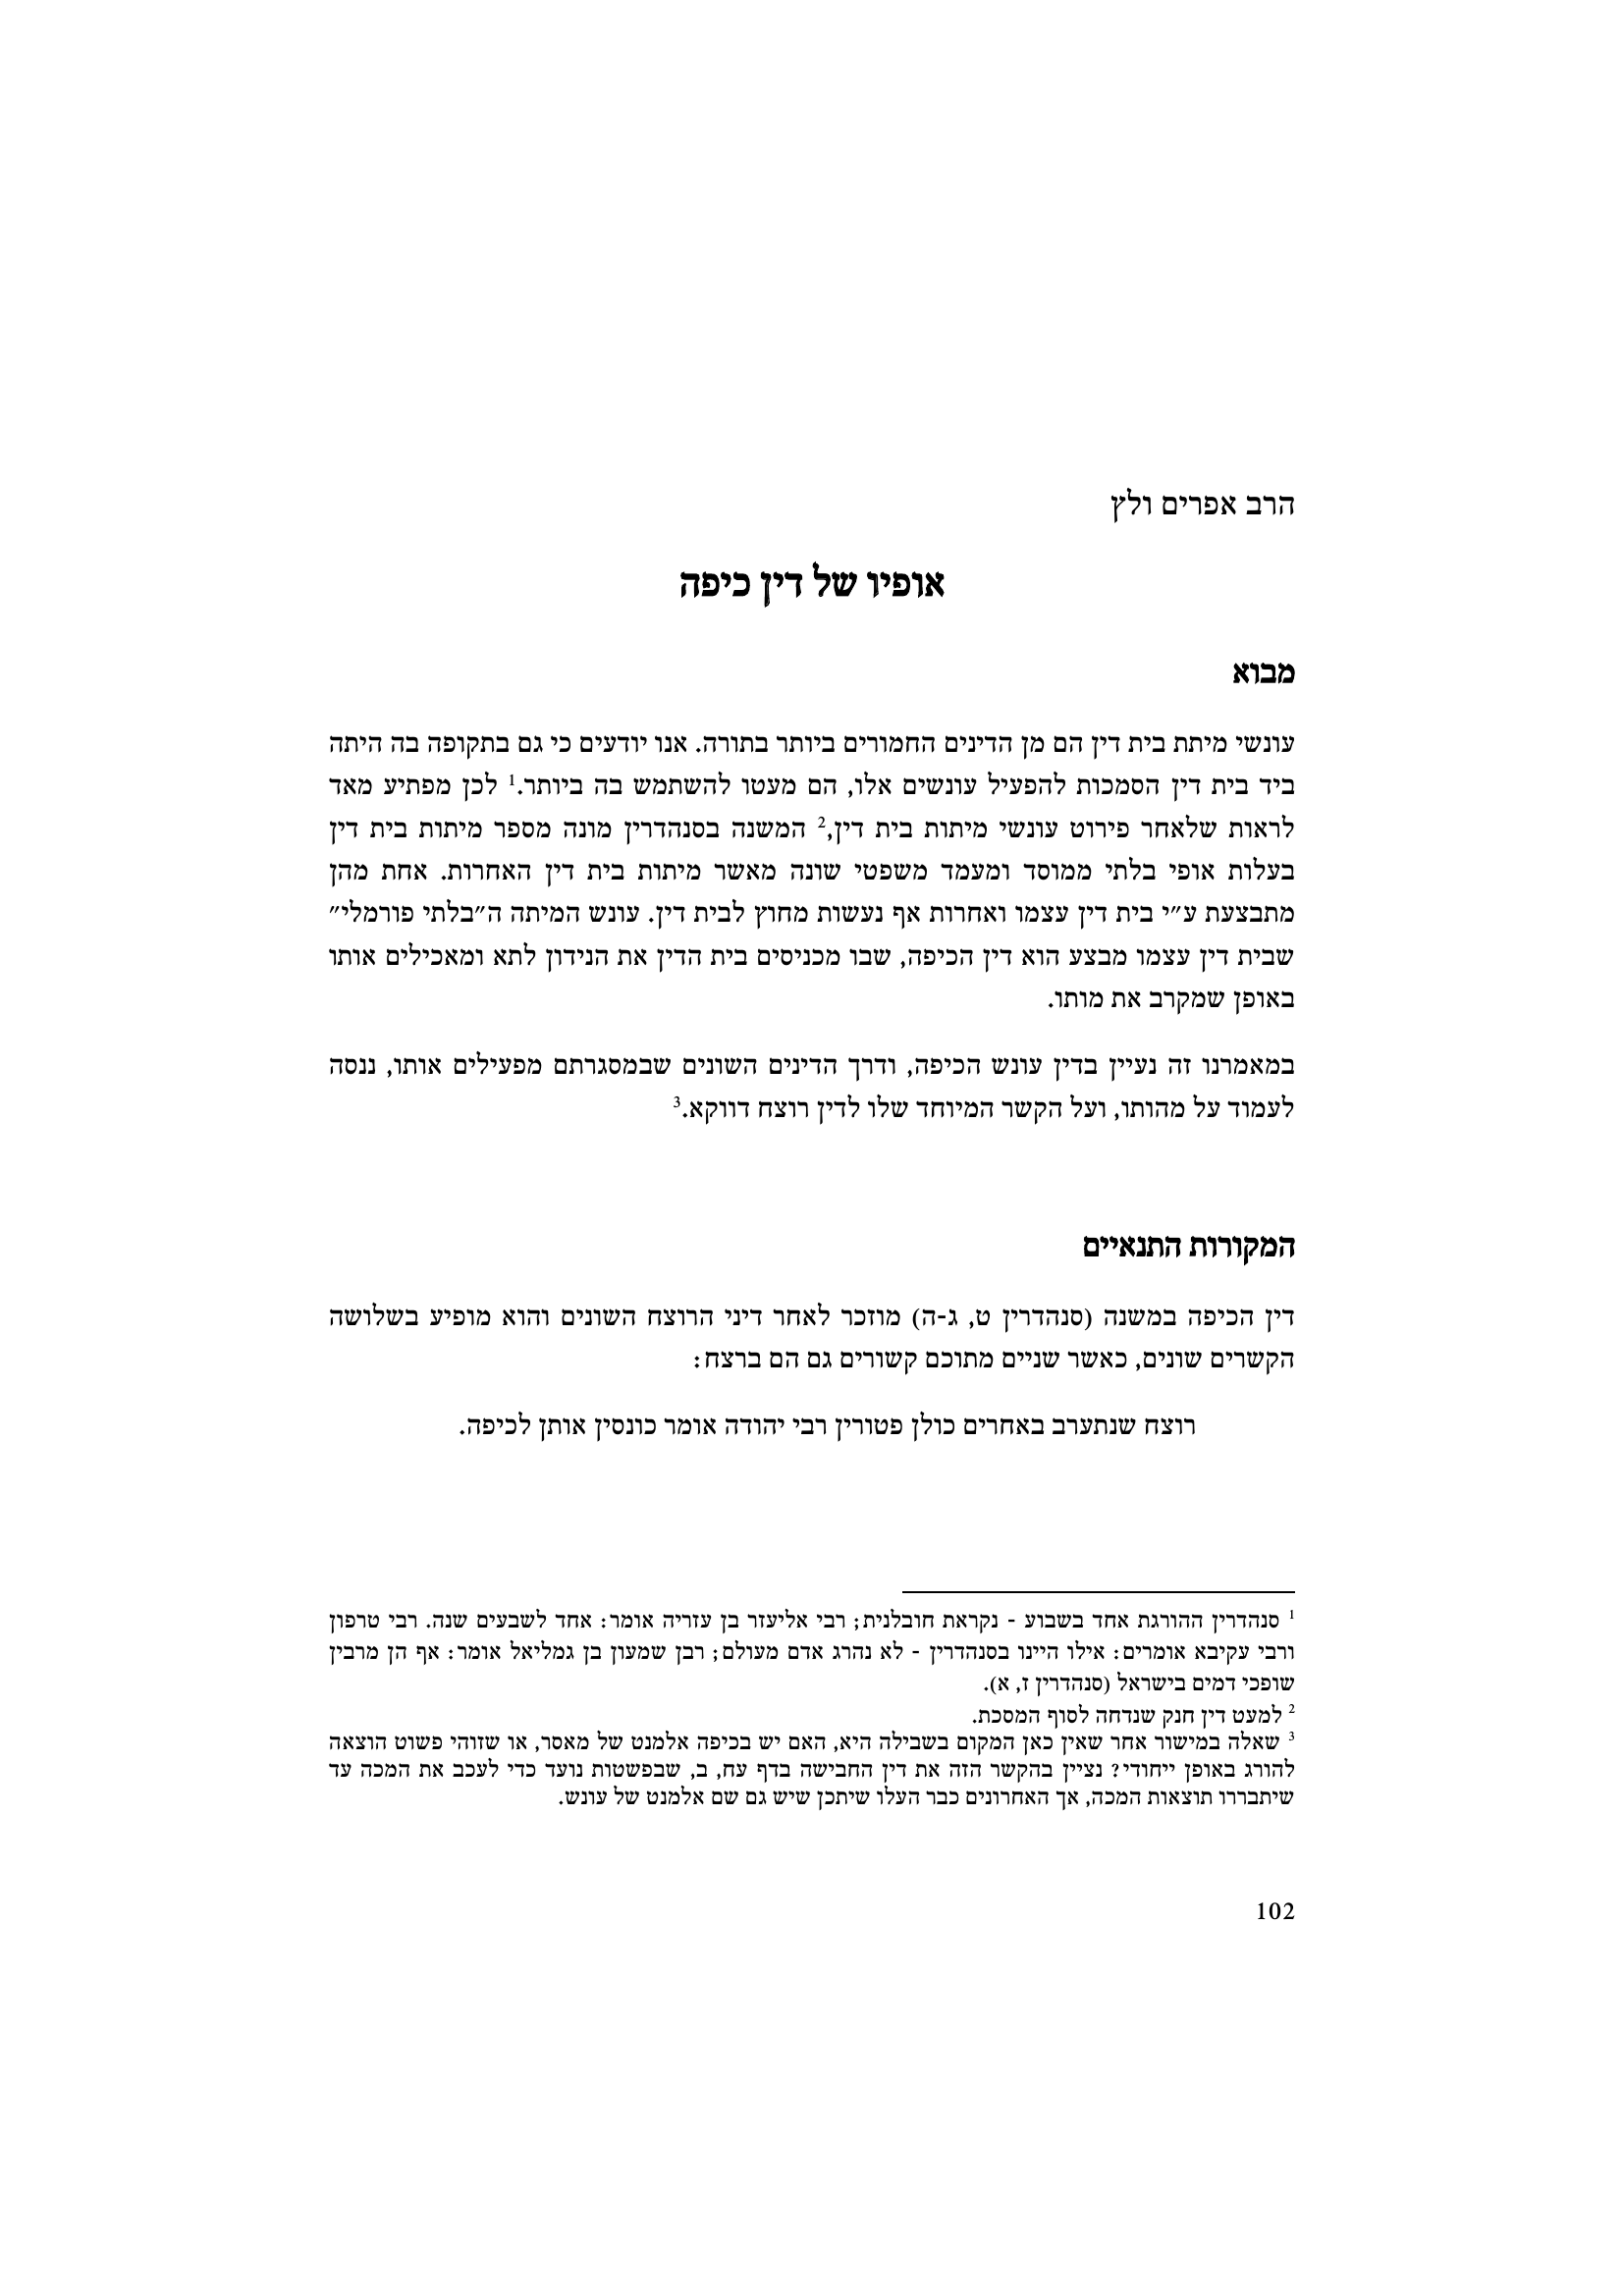 הרב אפרים ולץ
אופיו של דין כיפה
מבוא
עונשי מיתת בית דין הם מן הדינים החמורים ביותר בתורה. אנו יודעים כי גם בתקופה בה היתה
ביד בית דין הסמכות להפעיל עונשים אלו, הם מעטו להשתמש בה ביותר.¹ לכן מפתיע מאד
לראות שלאחר פירוט עונשי מיתות בית דין,² המשנה בסנהדרין מונה מספר מיתות בית דין
בעלות אופי בלתי ממוסד ומעמד משפטי שונה מאשר מיתות בית דין האחרות. אחת מהן
מתבצעת ע״י בית דין עצמו ואחרות אף נעשות מחוץ לבית דין. עונש המיתה ה״בלתי פורמלי״
שבית דין עצמו מבצע הוא דין הכיפה, שבו מכניסים בית הדין את הנידון לתא ומאכילים אותו
באופן שמקרב את מותו.
במאמרנו זה נעיין בדין עונש הכיפה, ודרך הדינים השונים שבמסגרתם מפעילים אותו, ננסה
לעמוד על מהותו, ועל הקשר המיוחד שלו לדין רוצח דווקא.³
המקורות התנאיים
דין הכיפה במשנה (סנהדרין ט, ג-ה) מוזכר לאחר דיני הרוצח השונים והוא מופיע בשלושה
הקשרים שונים, כאשר שניים מתוכם קשורים גם הם ברצח:
רוצח שנתערב באחרים כולן פטורין רבי יהודה אומר כונסין אותן לכיפה.
¹ סנהדרין ההורגת אחד בשבוע - נקראת חובלנית; רבי אליעזר בן עזריה אומר: אחד לשבעים שנה. רבי טרפון
ורבי עקיבא אומרים: אילו היינו בסנהדרין - לא נהרג אדם מעולם; רבן שמעון בן גמליאל אומר: אף הן מרבין
שופכי דמים בישראל (סנהדרין ז, א).
² למעט דין חנק שנדחה לסוף המסכת.
³ שאלה במישור אחר שאין כאן המקום בשבילה היא, האם יש בכיפה אלמנט של מאסר, או שזוהי פשוט הוצאה
להורג באופן ייחודי? נציין בהקשר הזה את דין החבישה בדף עח, ב, שבפשטות נועד כדי לעכב את המכה עד
שיתבררו תוצאות המכה, אך האחרונים כבר העלו שיתכן שיש גם שם אלמנט של עונש.
102